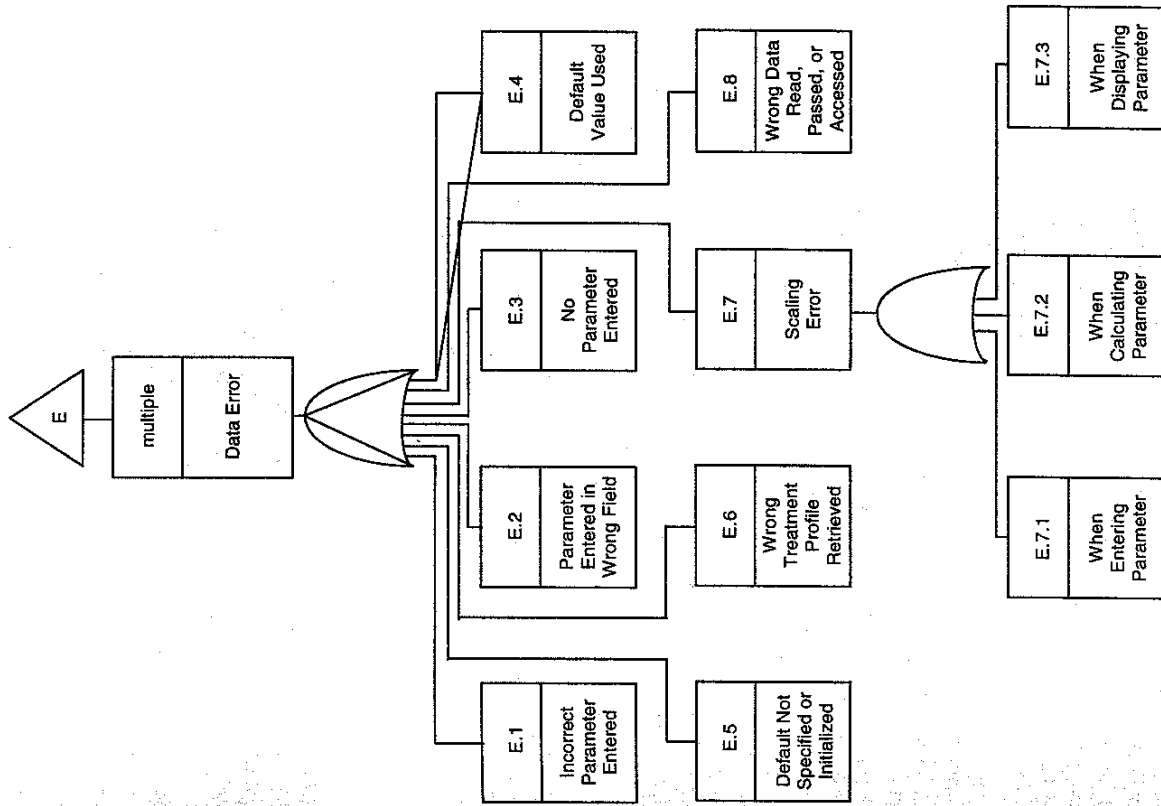 E
multiple
Data Error
E.1
Incorrect
Parameter
Entered
E.2
Parameter
Entered in
Wrong Field
E.3
No
Parameter
Entered
E.4
Default
Value Used
E.5
Default Not
Specified or
Initialized
E.6
Wrong
Treatment
Profile
Retrieved
E.7
Scaling
Error
E.8
Wrong Data
Read,
Passed, or
Accessed
E.7.1
When
Entering
Parameter
E.7.2
When
Calculating
Parameter
E.7.3
When
Displaying
Parameter